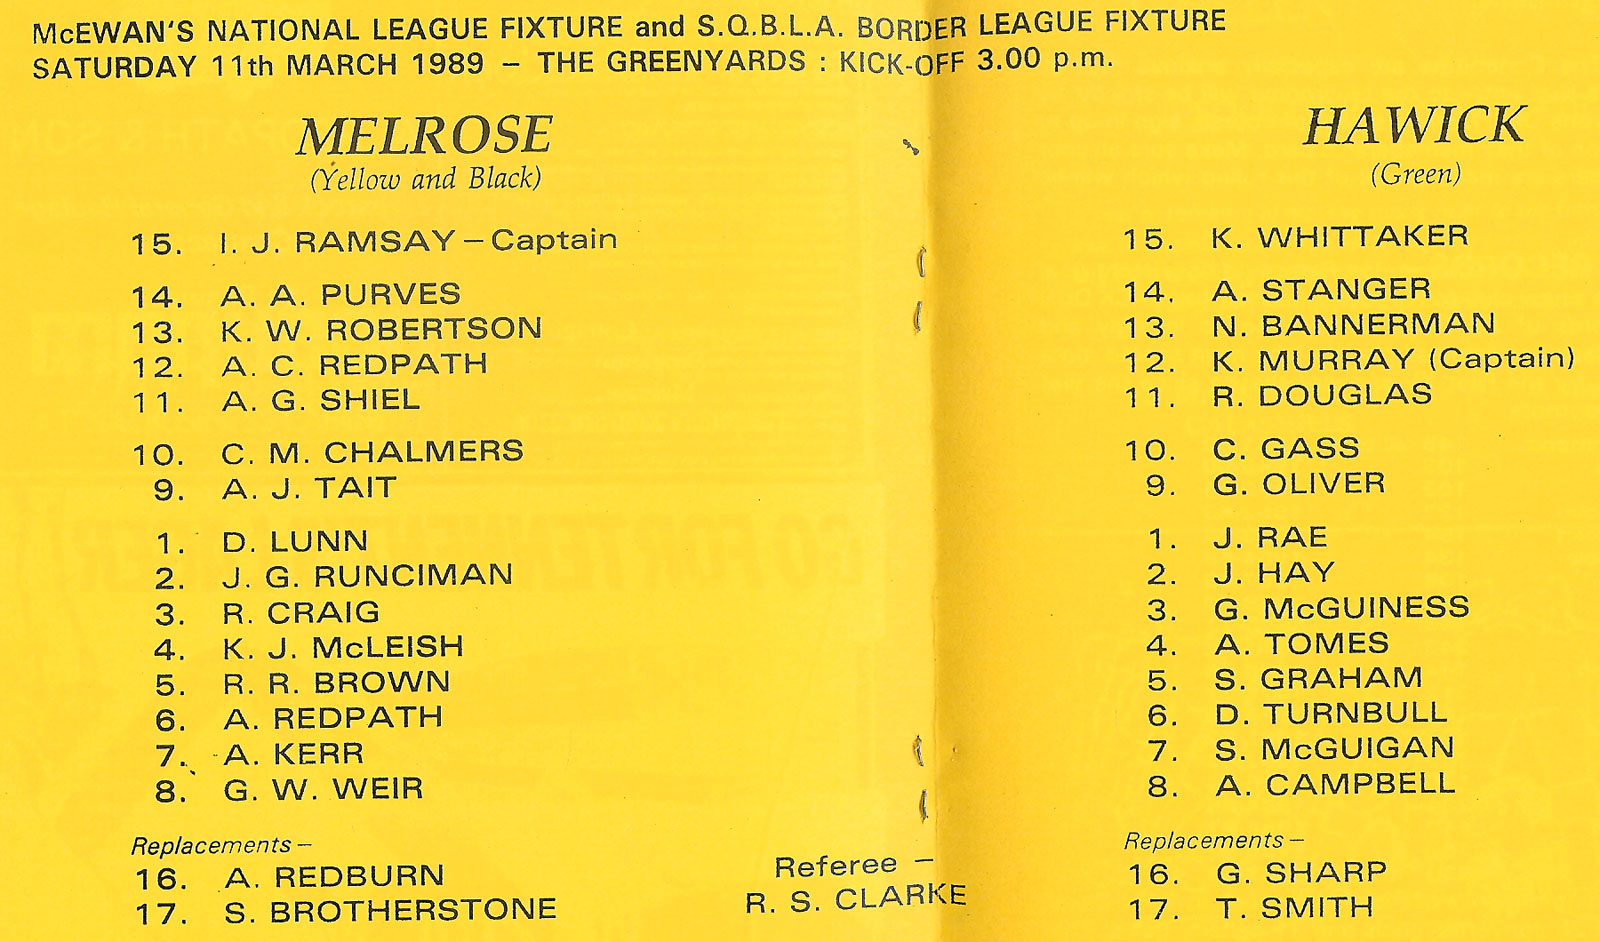 McEWAN'S NATIONAL LEAGUE FIXTURE and S.Q.B.L.A. BORDER LEAGUE FIXTURE
SATURDAY 11th MARCH 1989 – THE GREENYARDS : KICK-OFF 3.00 p.m.
MELROSE
(Yellow and Black)
15. I. J. RAMSAY – Captain
14. A. A. PURVES
13. K. W. ROBERTSON
12. A. C. REDPATH
11. A. G. SHIEL
10. C. M. CHALMERS
9. A. J. TAIT
1. D. LUNN
2. J. G. RUNCIMAN
3. R. CRAIG
4. K. J. McLEISH
5. R. R. BROWN
6. A. REDPATH
7. A. KERR
8. G. W. WEIR
Replacements –
16. A. REDBURN
17. S. BROTHERSTONE
Referee –
R. S. CLARKE
HAWICK
(Green)
15. K. WHITTAKER
14. A. STANGER
13. N. BANNERMAN
12. K. MURRAY (Captain)
11. R. DOUGLAS
10. C. GASS
9. G. OLIVER
1. J. RAE
2. J. HAY
3. G. McGUINESS
4. A. TOMES
5. S. GRAHAM
6. D. TURNBULL
7. S. McGUIGAN
8. A. CAMPBELL
Replacements –
16. G. SHARP
17. T. SMITH